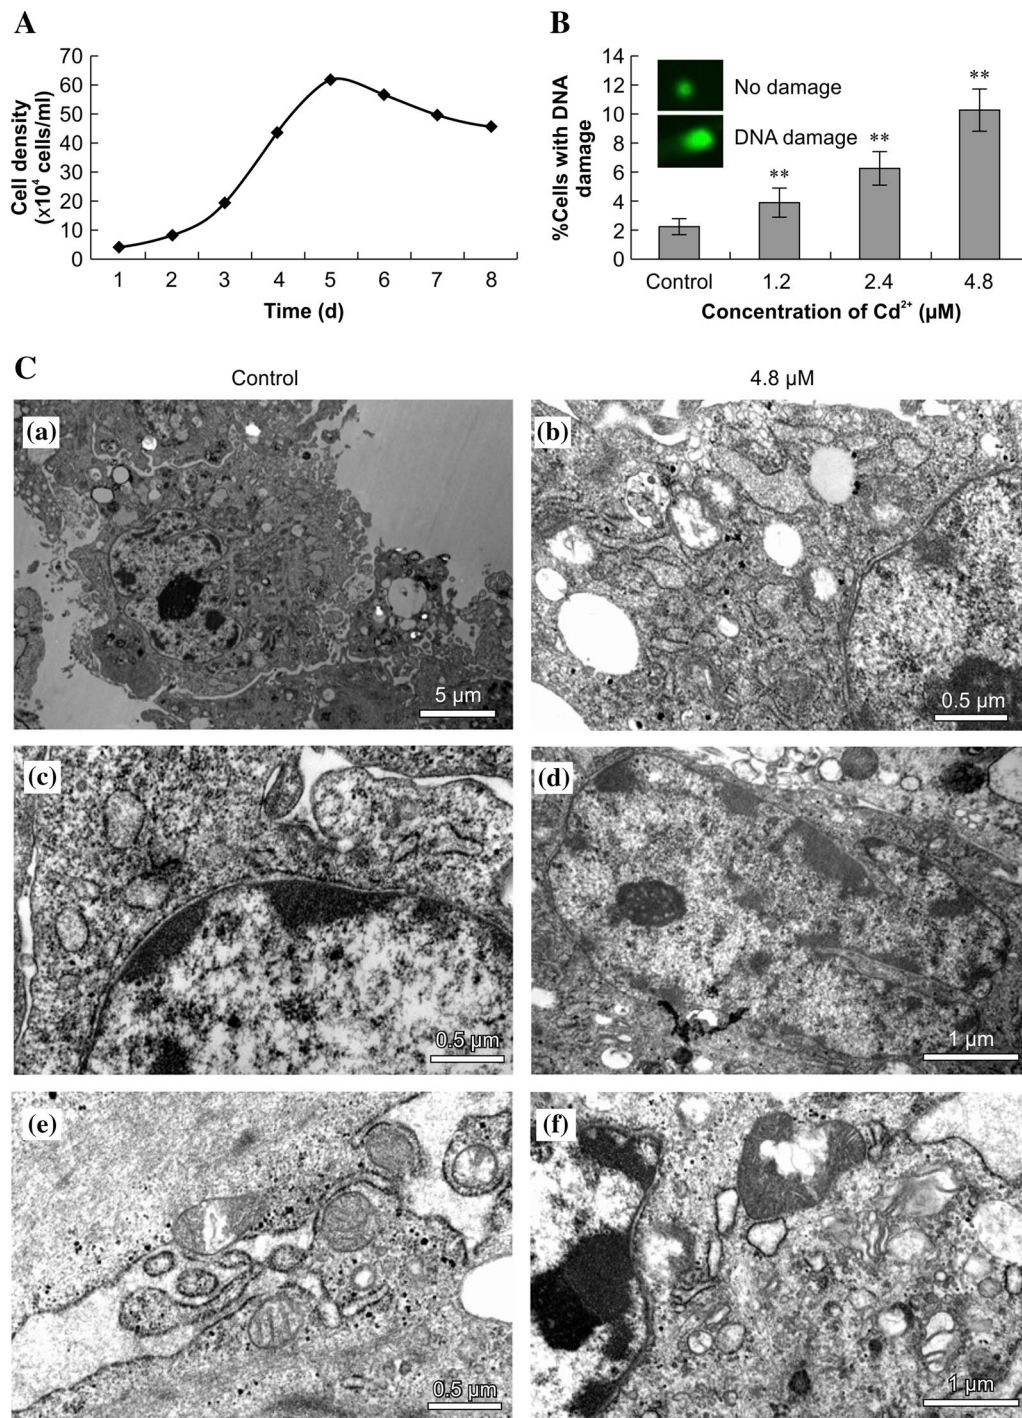 A
70
60
50
40
30
20
10
0
Cell density
(x10⁴ cells/ml)
1 2 3 4 5 6 7 8
Time (d)
B
14
12
10
8
6
4
2
0
%Cells with DNA
damage
No damage
DNA damage
**
**
**
Control 1.2 2.4 4.8
Concentration of Cd²⁺ (µM)
C
Control
4.8 µM
(a)
5 µm
(b)
0.5 µm
(c)
0.5 µm
(d)
1 µm
(e)
0.5 µm
(f)
1 µm